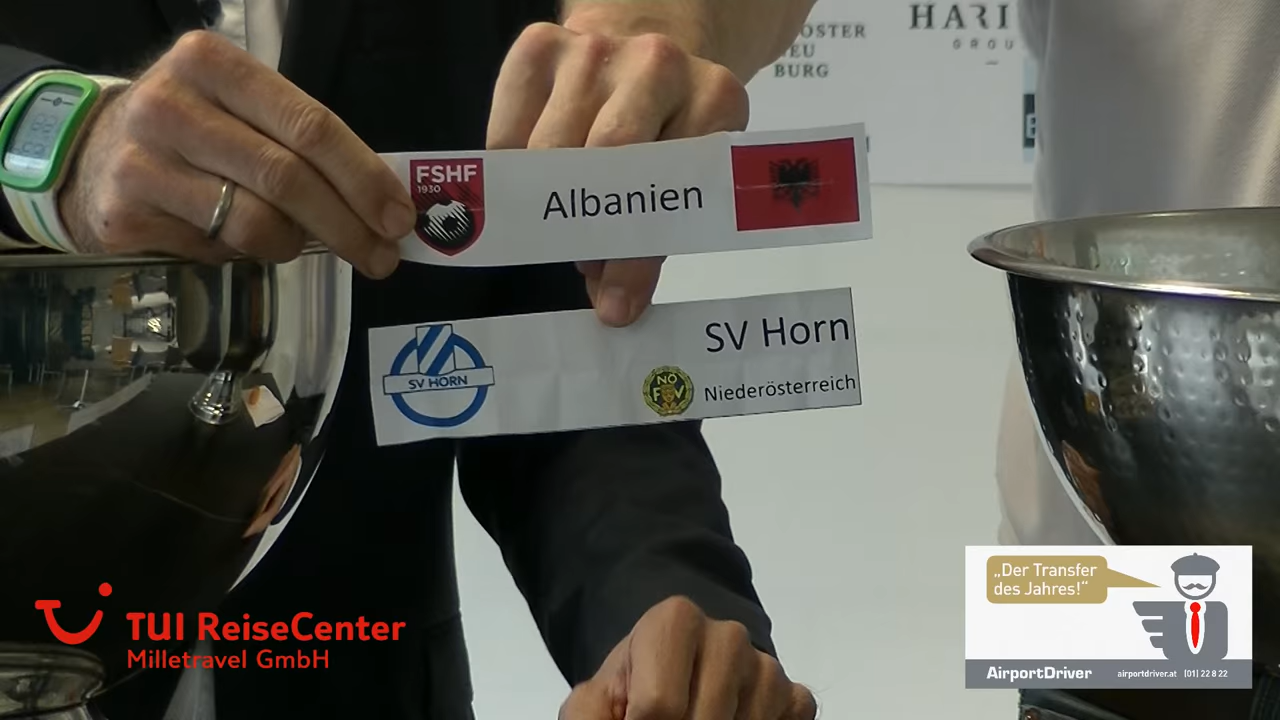 OSTER
EU
BURG
HARI
GROU
FSHF
1930
Albanien
SV Horn
SV HORN
NÖ
FV
Niederösterreich
TUI ReiseCenter
Milletravel GmbH
„Der Transfer
des Jahres!“
AirportDriver airportdriver.at (01) 22 8 22